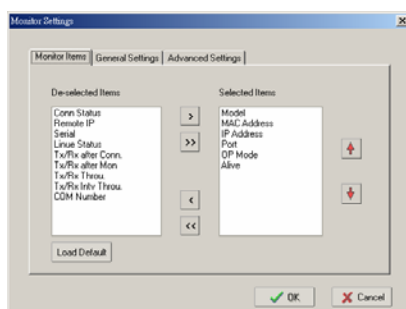 Monitor Settings
Monitor Items General Settings Advanced Settings
De-selected Items
Conn Status
Remote IP
Serial
Linue Status
Tx/Rx after Conn.
Tx/Rx after Mon
Tx/Rx Throu.
Tx/Rx Intv Throu.
COM Number
>
>>
<
<<
Selected Items
Model
MAC Address
IP Address
Port
OP Mode
Alive
Load Default
OK Cancel